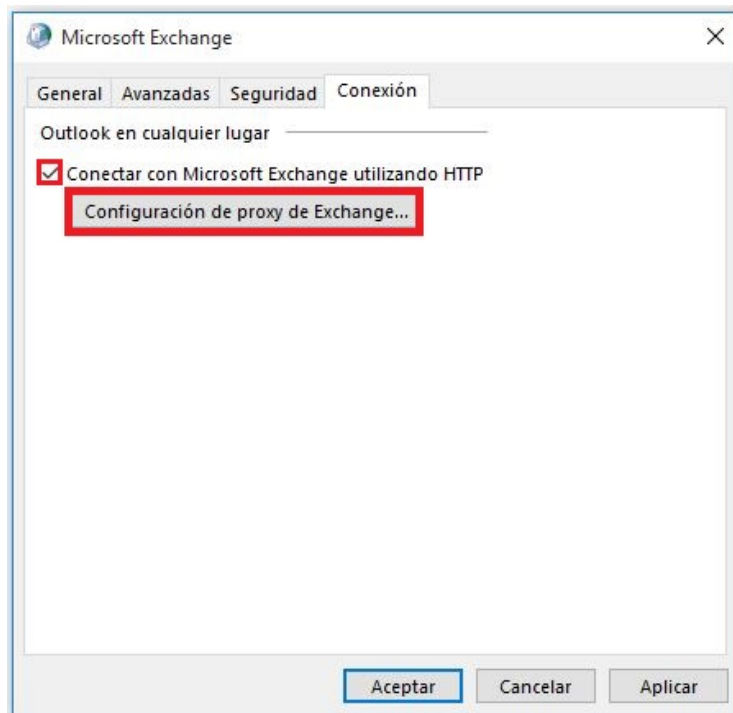 Microsoft Exchange
General Avanzadas Seguridad Conexión
Outlook en cualquier lugar
Conectar con Microsoft Exchange utilizando HTTP
Configuración de proxy de Exchange...
Aceptar Cancelar Aplicar